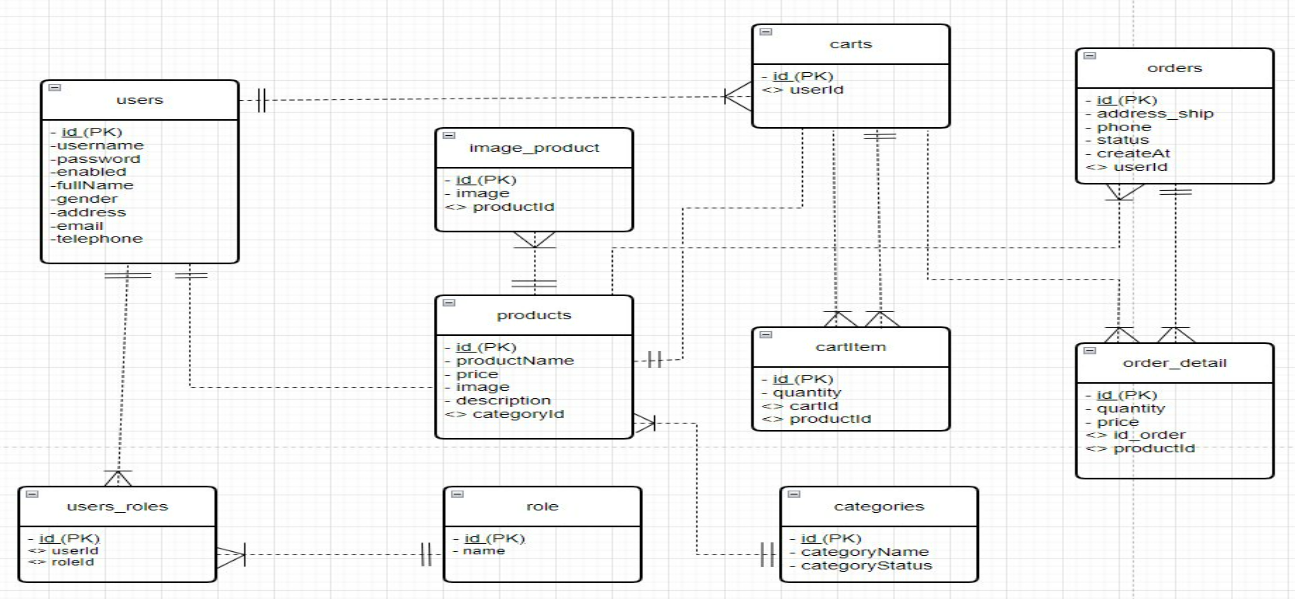 users
- id (PK)
-username
-password
-enabled
-fullName
-gender
-address
-email
-telephone
image_product
- id (PK)
- image
<> productId
carts
- id (PK)
<> userId
orders
- id (PK)
- address_ship
- phone
- status
- createAt
<> userId
products
- id (PK)
- productName
- price
- image
- description
<> categoryId
cartItem
- id (PK)
- quantity
<> cartId
<> productId
order_detail
- id (PK)
- quantity
- price
<> id_order
<> productId
users_roles
- id (PK)
<> userId
<> roleId
role
- id (PK)
- name
categories
- id (PK)
- categoryName
- categoryStatus